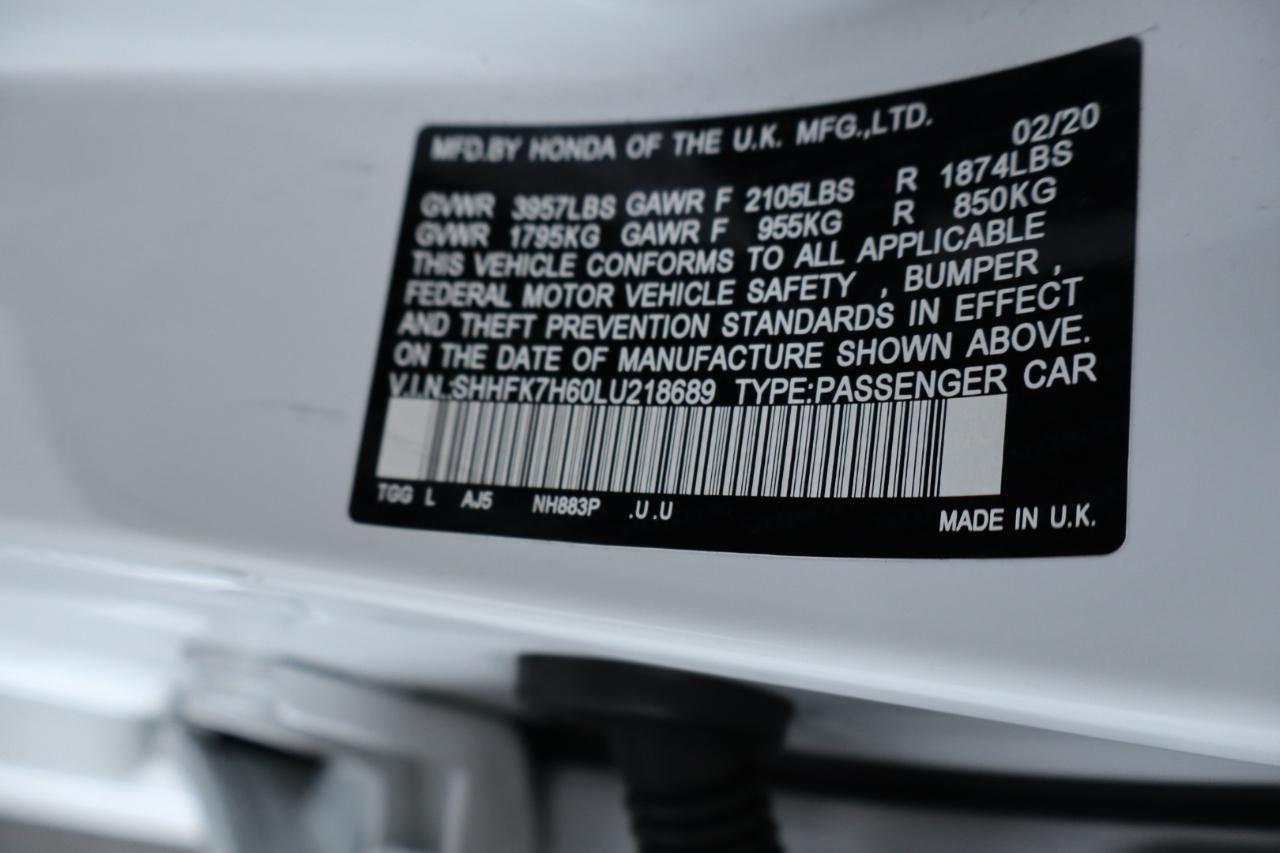 MFD.BY HONDA OF THE U.K. MFG.,LTD. 02/20
GVWR 3957LBS GAWR F 2105LBS R 1874LBS
GVWR 1795KG GAWR F 955KG R 850KG
THIS VEHICLE CONFORMS TO ALL APPLICABLE
FEDERAL MOTOR VEHICLE SAFETY , BUMPER ,
AND THEFT PREVENTION STANDARDS IN EFFECT
ON THE DATE OF MANUFACTURE SHOWN ABOVE.
V.I.N.:SHHFK7H60LU218689 TYPE:PASSENGER CAR
TGG L AJ5 NH883P .U.U MADE IN U.K.